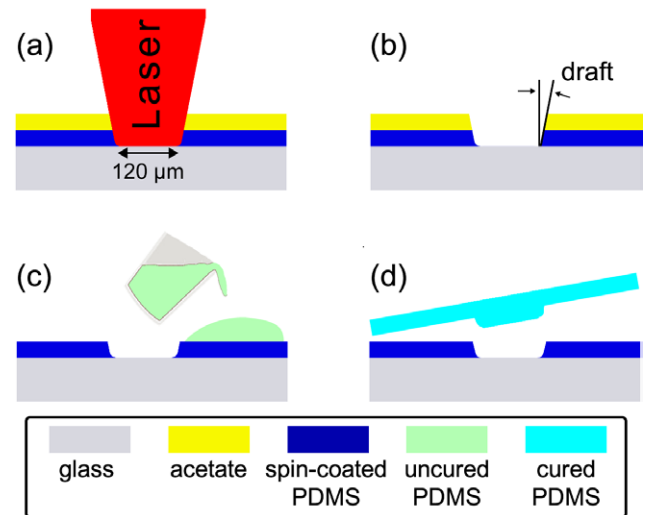 (a)
Laser
120 µm
(b)
draft
(c)
(d)
glass
acetate
spin-coated
PDMS
uncured
PDMS
cured
PDMS